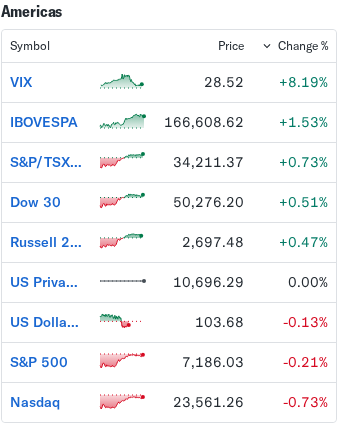 Americas
Symbol Price Change %
VIX 28.52 +8.19%
IBOVESPA 166,608.62 +1.53%
S&P/TSX... 34,211.37 +0.73%
Dow 30 50,276.20 +0.51%
Russell 2... 2,697.48 +0.47%
US Priva... 10,696.29 0.00%
US Dolla... 103.68 -0.13%
S&P 500 7,186.03 -0.21%
Nasdaq 23,561.26 -0.73%